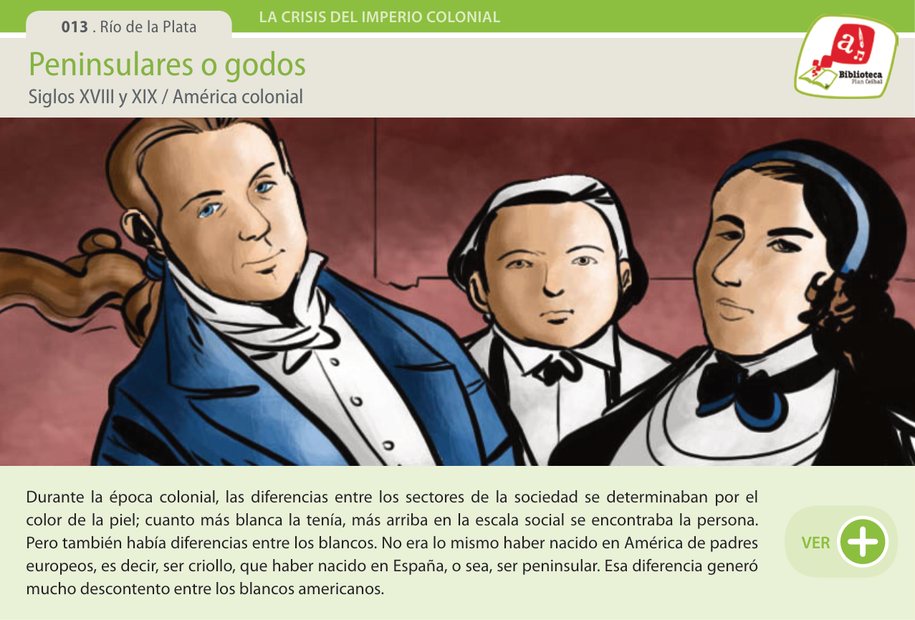 LA CRISIS DEL IMPERIO COLONIAL
013 . Río de la Plata
Peninsulares o godos
Siglos XVIII y XIX / América colonial
a!
Biblioteca
Plan Ceibal
Durante la época colonial, las diferencias entre los sectores de la sociedad se determinaban por el
color de la piel; cuanto más blanca la tenía, más arriba en la escala social se encontraba la persona.
Pero también había diferencias entre los blancos. No era lo mismo haber nacido en América de padres
europeos, es decir, ser criollo, que haber nacido en España, o sea, ser peninsular. Esa diferencia generó
mucho descontento entre los blancos americanos.
VER